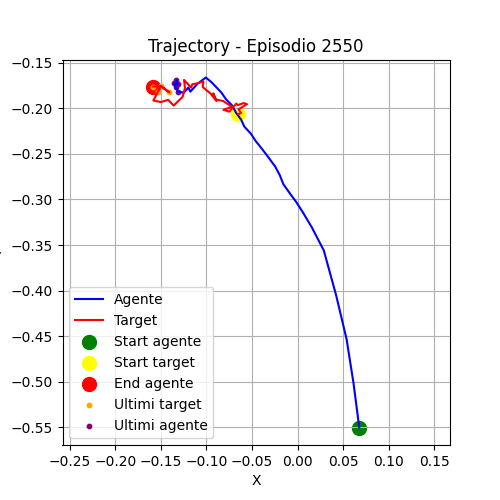 Trajectory - Episodio 2550
−0.15
−0.20
−0.25
−0.30
−0.35
−0.40
−0.45
−0.50
−0.55
Agente
Target
Start agente
Start target
End agente
Ultimi target
Ultimi agente
−0.25 −0.20 −0.15 −0.10 −0.05 0.00 0.05 0.10 0.15
X